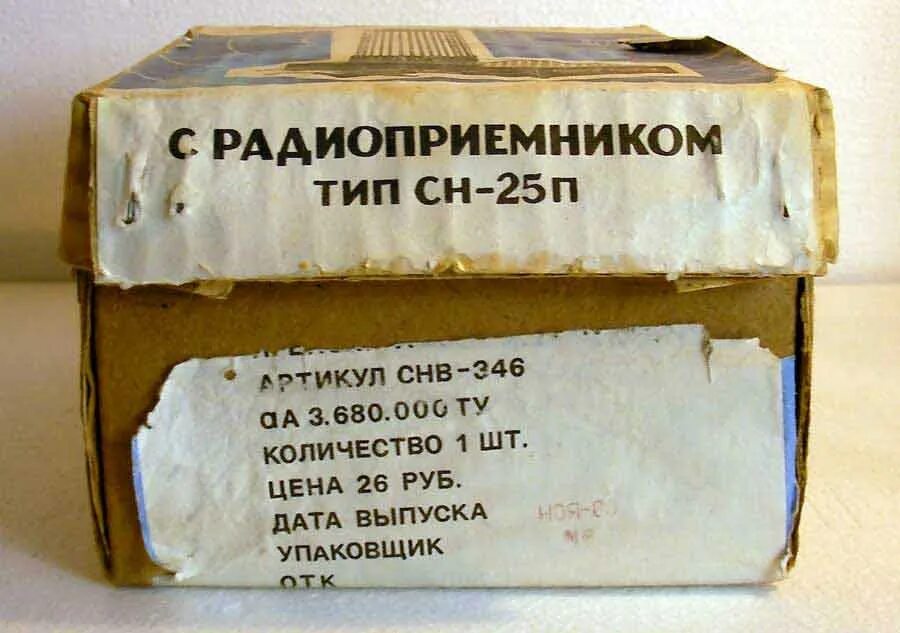 С РАДИОПРИЕМНИКОМ
ТИП СН-25П
АРТИКУЛ СНВ-346
аА 3.680.000 ТУ
КОЛИЧЕСТВО 1 ШТ.
ЦЕНА 26 РУБ.
ДАТА ВЫПУСКА
УПАКОВЩИК
ОТК